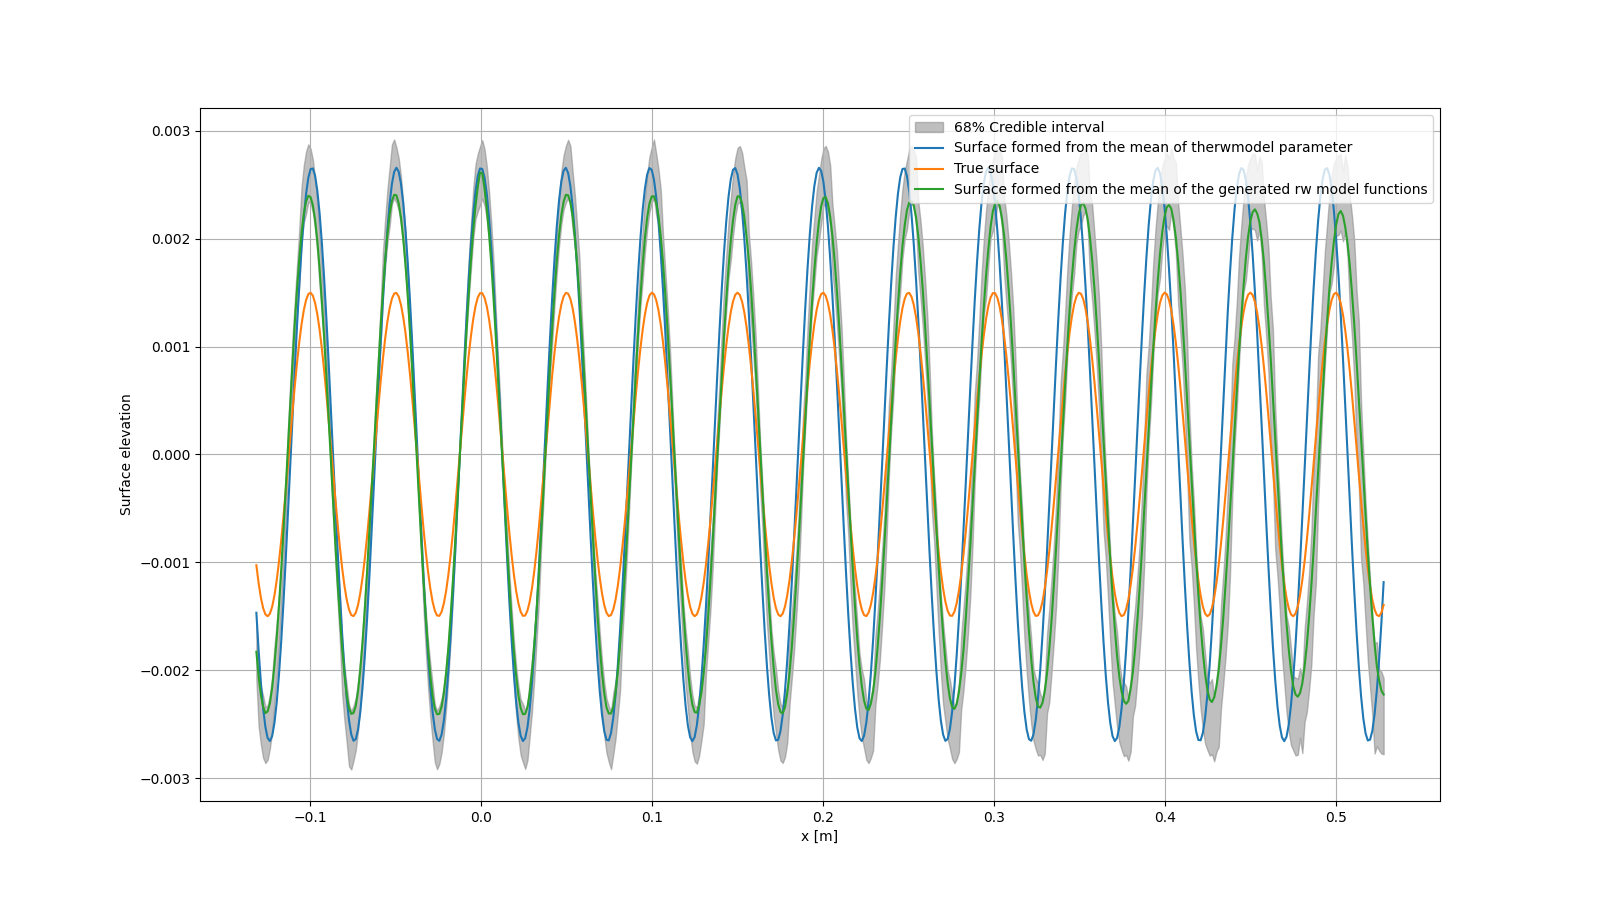 68% Credible interval
Surface formed from the mean of therwmodel parameter
True surface
Surface formed from the mean of the generated rw model functions
0.003
0.002
0.001
0.000
−0.001
−0.002
−0.003
Surface elevation
−0.1 0.0 0.1 0.2 0.3 0.4 0.5
x [m]